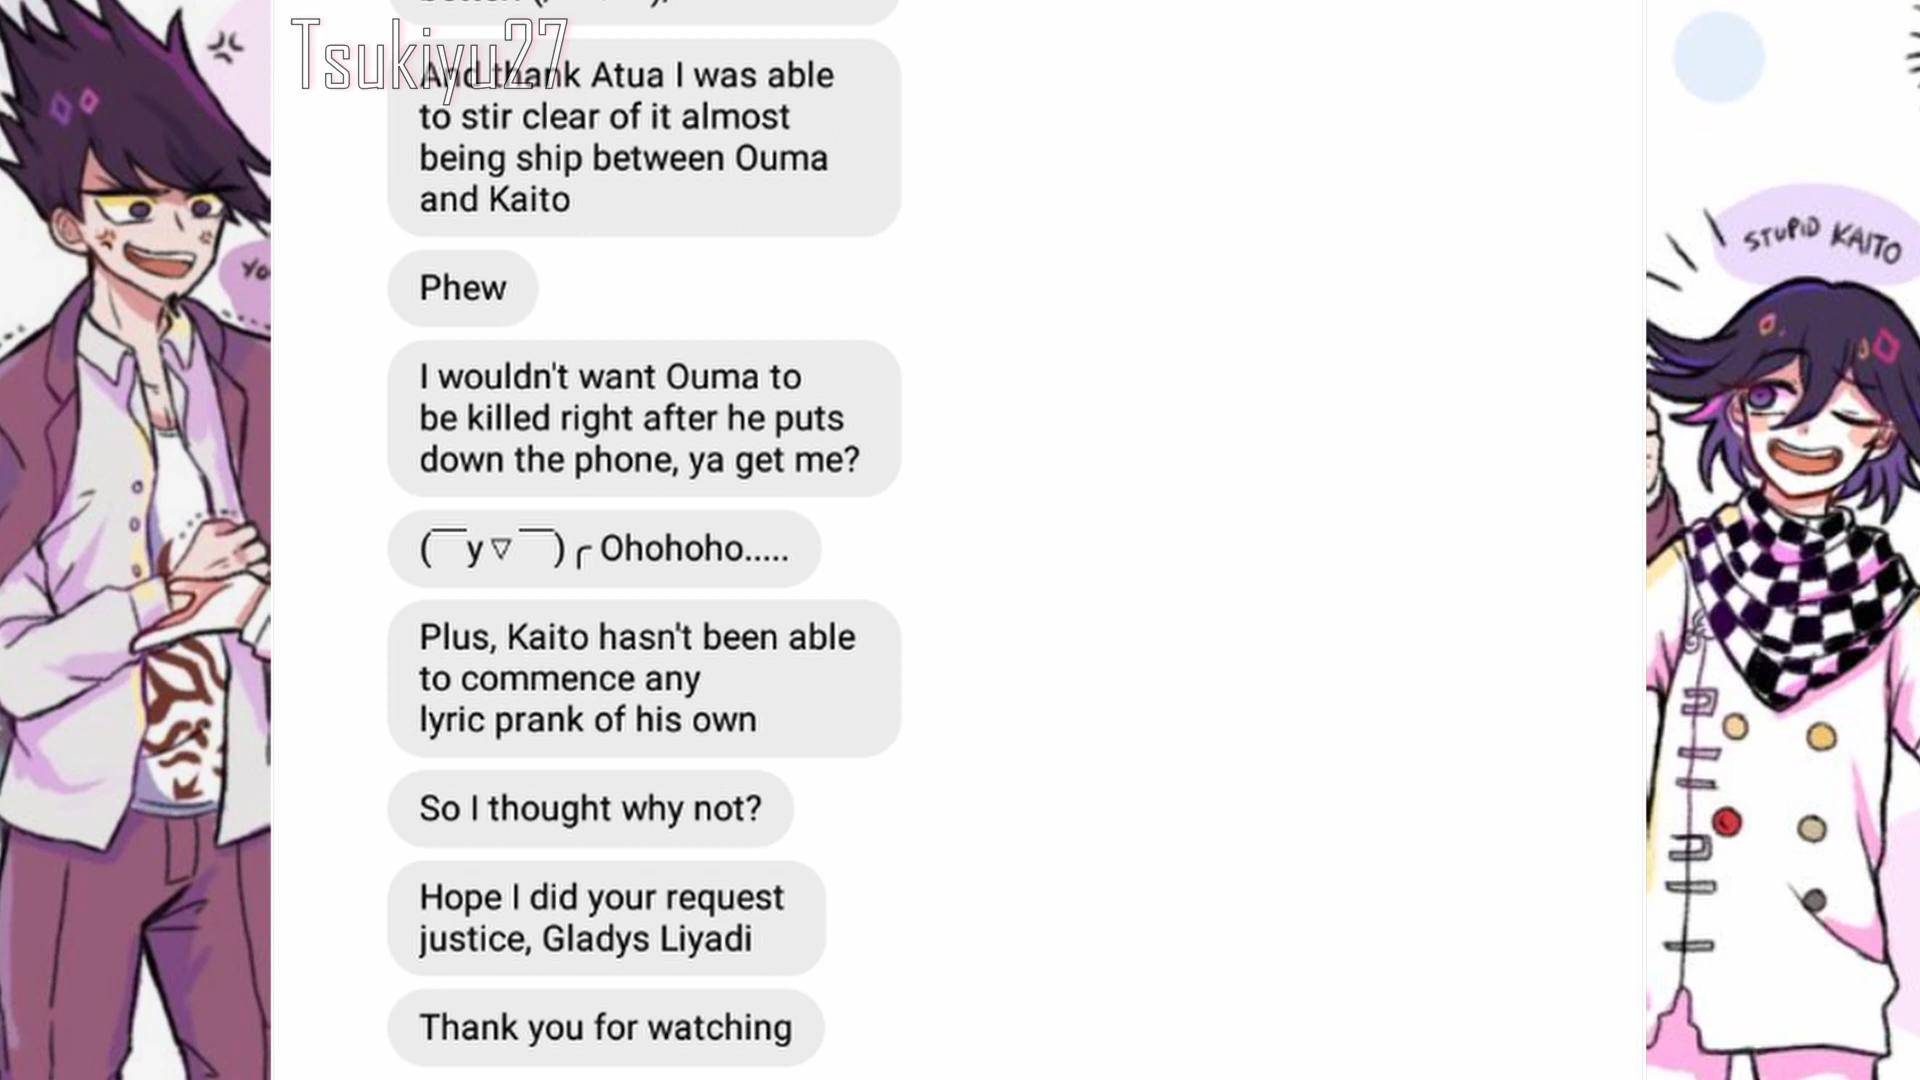 Tsukiyu27
And thank Atua I was able
to stir clear of it almost
being ship between Ouma
and Kaito
Phew
I wouldn't want Ouma to
be killed right after he puts
down the phone, ya get me?
(￣y▽￣)╭ Ohohoho.....
Plus, Kaito hasn't been able
to commence any
lyric prank of his own
So I thought why not?
Hope I did your request
justice, Gladys Liyadi
Thank you for watching
STUPID KAITO